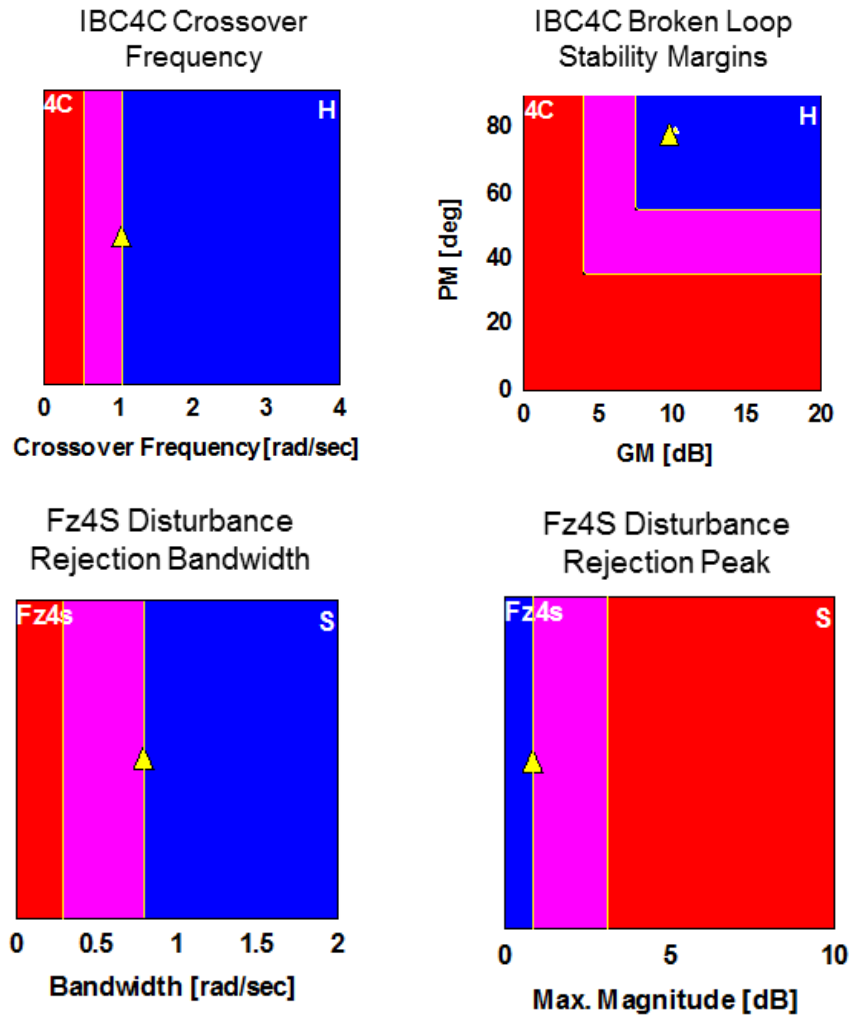 IBC4C Crossover
Frequency
4C
H
0 1 2 3 4
Crossover Frequency[rad/sec]
IBC4C Broken Loop
Stability Margins
4C
H
80
60
40
20
0
PM [deg]
0 5 10 15 20
GM [dB]
Fz4S Disturbance
Rejection Bandwidth
Fz4s
S
0 0.5 1 1.5 2
Bandwidth [rad/sec]
Fz4S Disturbance
Rejection Peak
Fz4s
S
0 5 10
Max. Magnitude [dB]